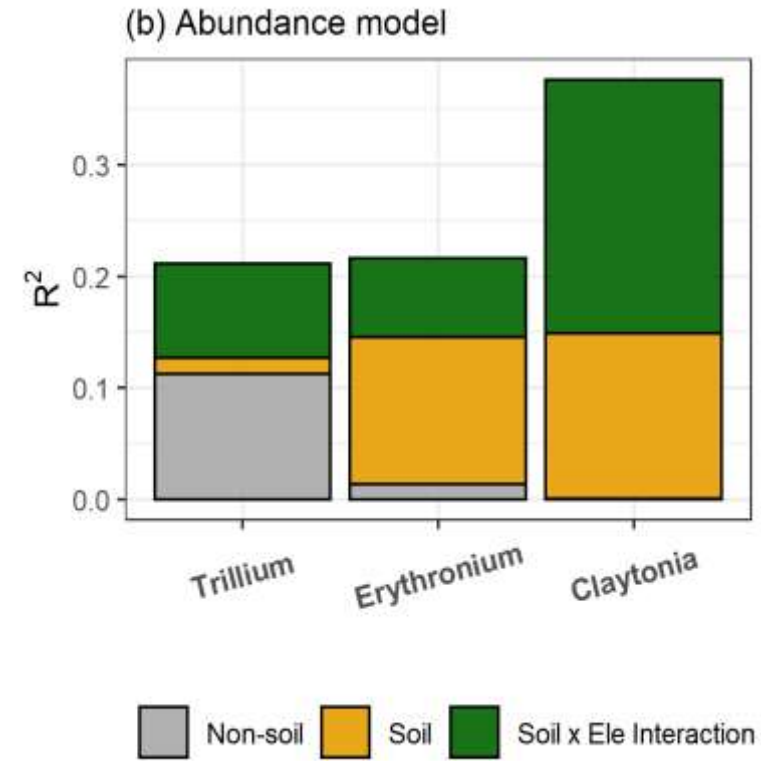 (b) Abundance model
R²
0.3
0.2
0.1
0.0
Trillium Erythronium Claytonia
Non-soil Soil Soil x Ele Interaction